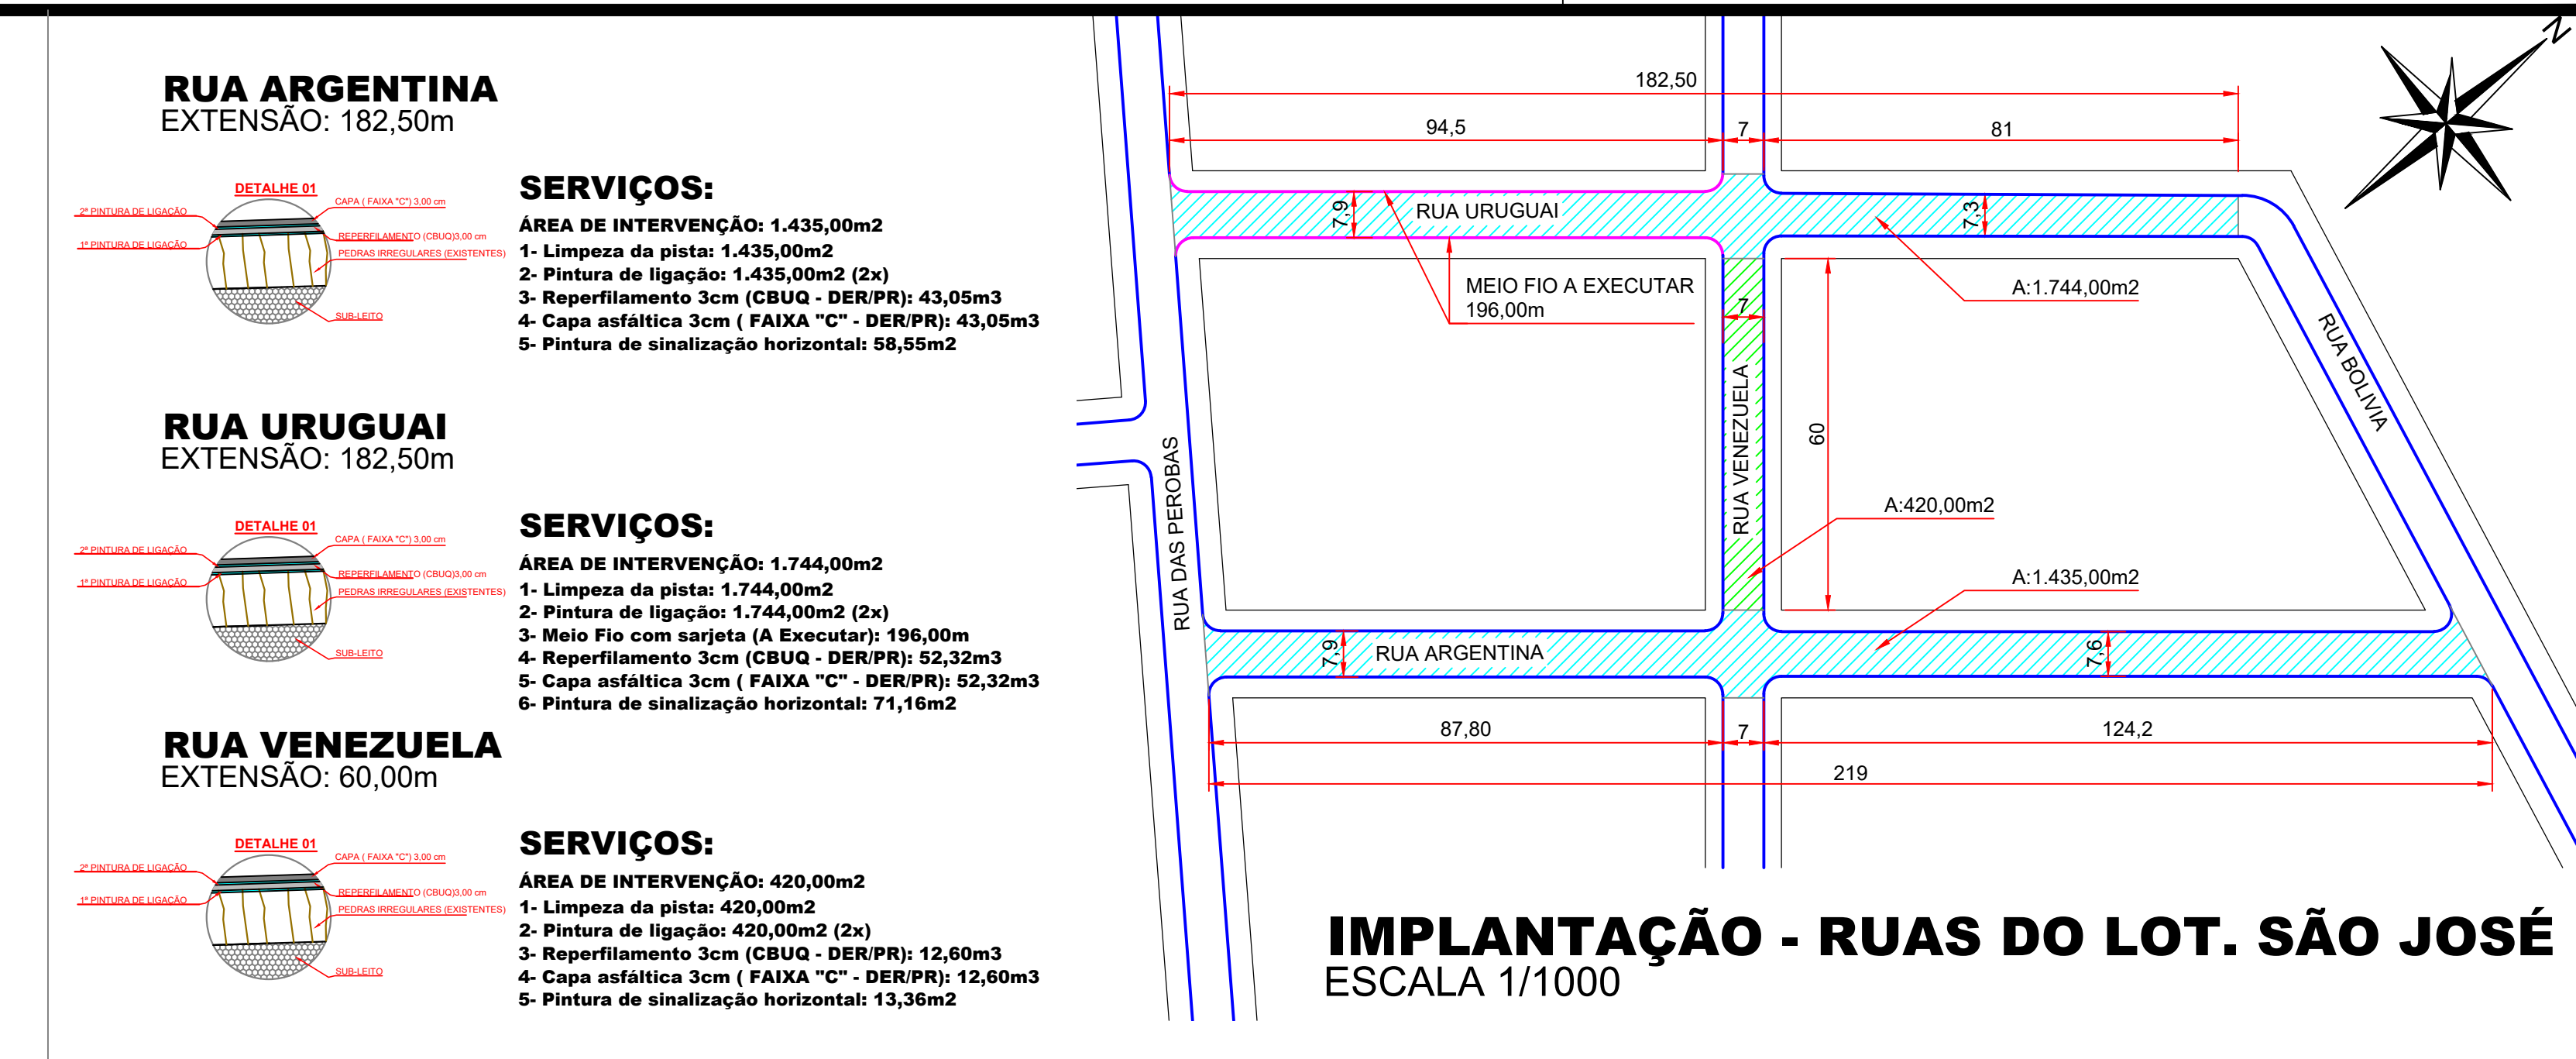 RUA ARGENTINA
EXTENSÃO: 182,50m
DETALHE 01
2ª PINTURA DE LIGAÇÃO
1ª PINTURA DE LIGAÇÃO
CAPA ( FAIXA "C") 3,00 cm
REPERFILAMENTO (CBUQ)3,00 cm
PEDRAS IRREGULARES (EXISTENTES)
SUB-LEITO
SERVIÇOS:
ÁREA DE INTERVENÇÃO: 1.435,00m2
1- Limpeza da pista: 1.435,00m2
2- Pintura de ligação: 1.435,00m2 (2x)
3- Reperfilamento 3cm (CBUQ - DER/PR): 43,05m3
4- Capa asfáltica 3cm ( FAIXA "C" - DER/PR): 43,05m3
5- Pintura de sinalização horizontal: 58,55m2
RUA URUGUAI
EXTENSÃO: 182,50m
DETALHE 01
2ª PINTURA DE LIGAÇÃO
1ª PINTURA DE LIGAÇÃO
CAPA ( FAIXA "C") 3,00 cm
REPERFILAMENTO (CBUQ)3,00 cm
PEDRAS IRREGULARES (EXISTENTES)
SUB-LEITO
SERVIÇOS:
ÁREA DE INTERVENÇÃO: 1.744,00m2
1- Limpeza da pista: 1.744,00m2
2- Pintura de ligação: 1.744,00m2 (2x)
3- Meio Fio com sarjeta (A Executar): 196,00m
4- Reperfilamento 3cm (CBUQ - DER/PR): 52,32m3
5- Capa asfáltica 3cm ( FAIXA "C" - DER/PR): 52,32m3
6- Pintura de sinalização horizontal: 71,16m2
RUA VENEZUELA
EXTENSÃO: 60,00m
DETALHE 01
2ª PINTURA DE LIGAÇÃO
1ª PINTURA DE LIGAÇÃO
CAPA ( FAIXA "C") 3,00 cm
REPERFILAMENTO (CBUQ)3,00 cm
PEDRAS IRREGULARES (EXISTENTES)
SUB-LEITO
SERVIÇOS:
ÁREA DE INTERVENÇÃO: 420,00m2
1- Limpeza da pista: 420,00m2
2- Pintura de ligação: 420,00m2 (2x)
3- Reperfilamento 3cm (CBUQ - DER/PR): 12,60m3
4- Capa asfáltica 3cm ( FAIXA "C" - DER/PR): 12,60m3
5- Pintura de sinalização horizontal: 13,36m2
N
182,50
94,5
7
81
7,9
RUA URUGUAI
7,3
MEIO FIO A EXECUTAR
196,00m
7
A:1.744,00m2
RUA BOLIVIA
RUA VENEZUELA
60
RUA DAS PEROBAS
A:420,00m2
A:1.435,00m2
7,9
RUA ARGENTINA
7,6
87,80
7
124,2
219
IMPLANTAÇÃO - RUAS DO LOT. SÃO JOSÉ
ESCALA 1/1000